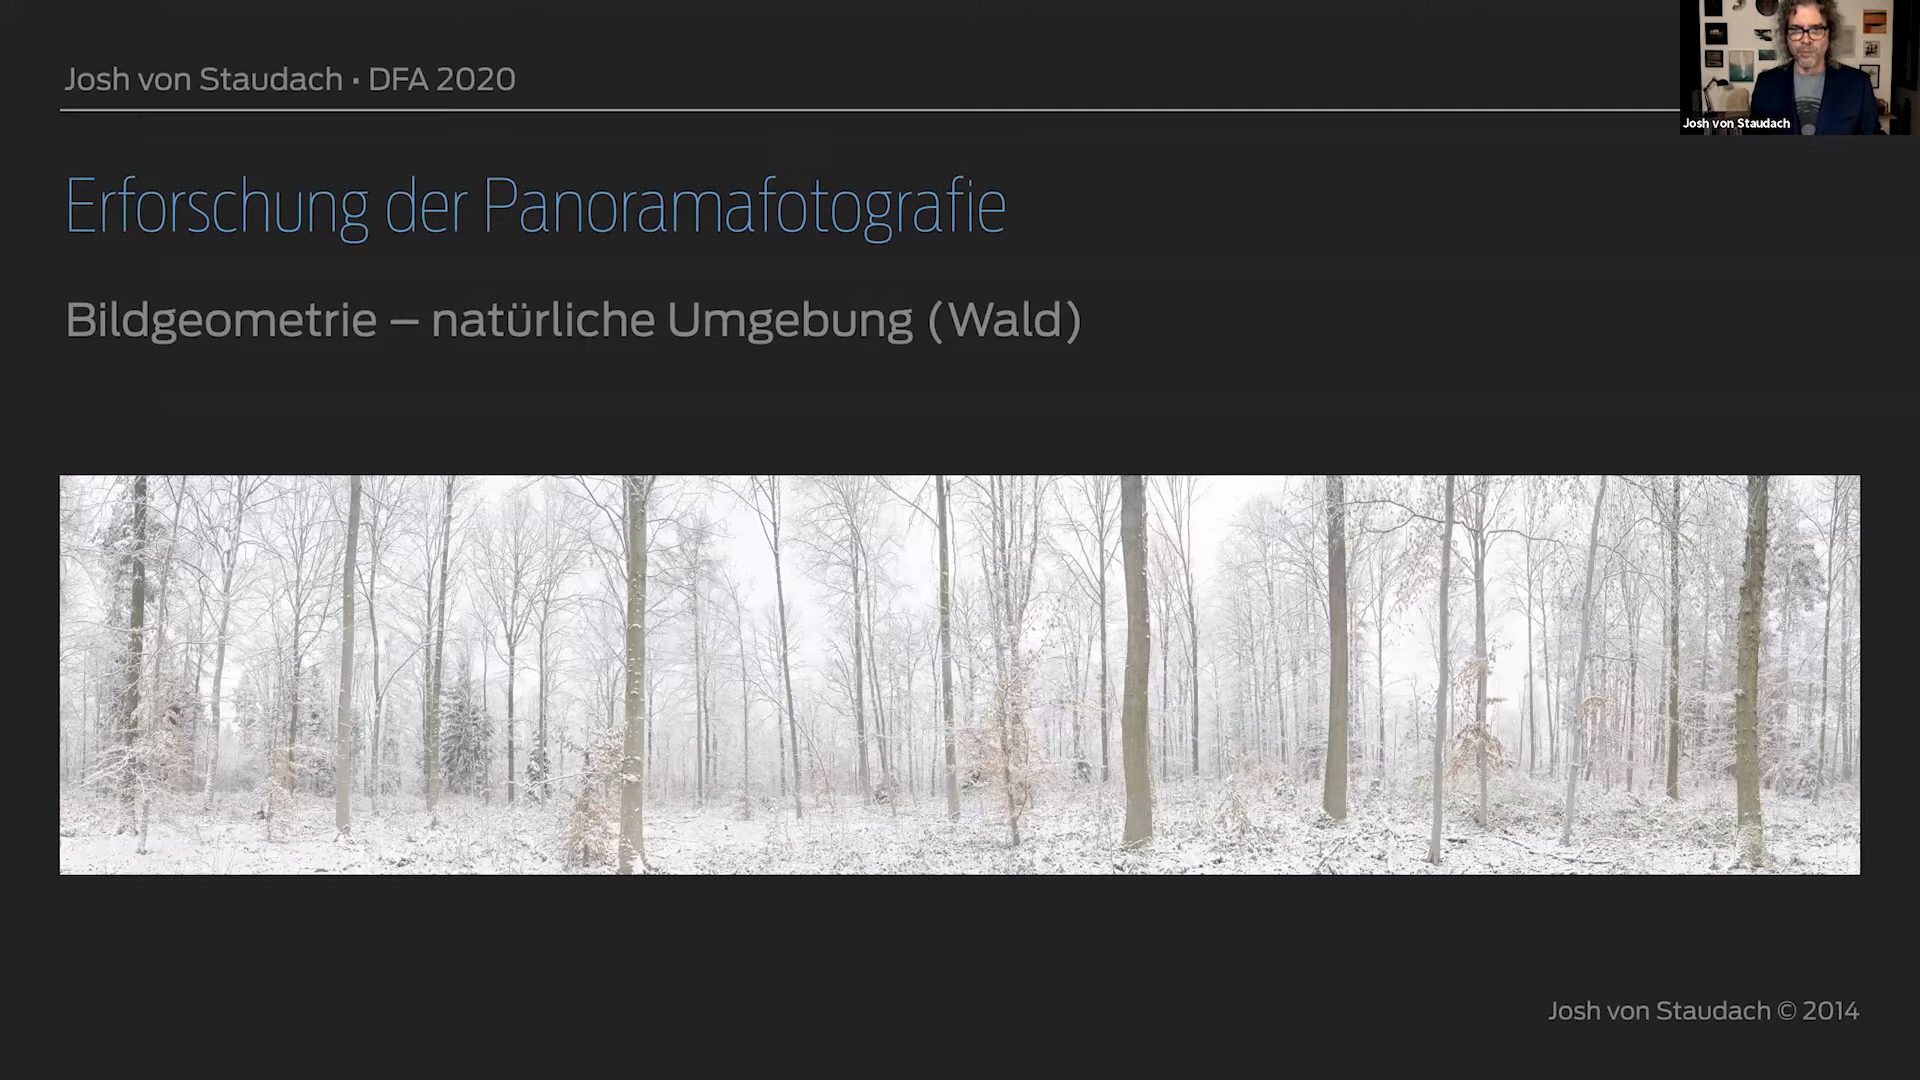 Josh von Staudach • DFA 2020
Josh von Staudach
Erforschung der Panoramafotografie
Bildgeometrie – natürliche Umgebung (Wald)
Josh von Staudach © 2014